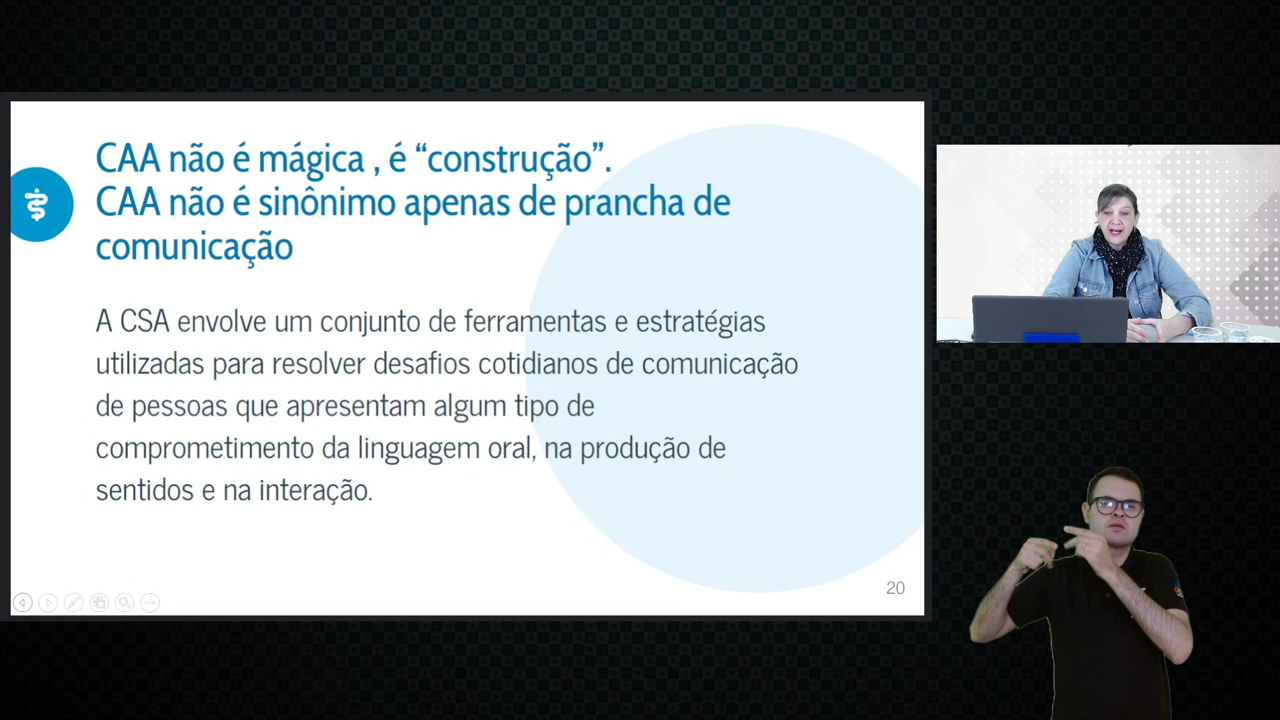 CAA não é mágica , é “construção”.
CAA não é sinônimo apenas de prancha de
comunicação
A CSA envolve um conjunto de ferramentas e estratégias
utilizadas para resolver desafios cotidianos de comunicação
de pessoas que apresentam algum tipo de
comprometimento da linguagem oral, na produção de
sentidos e na interação.
20